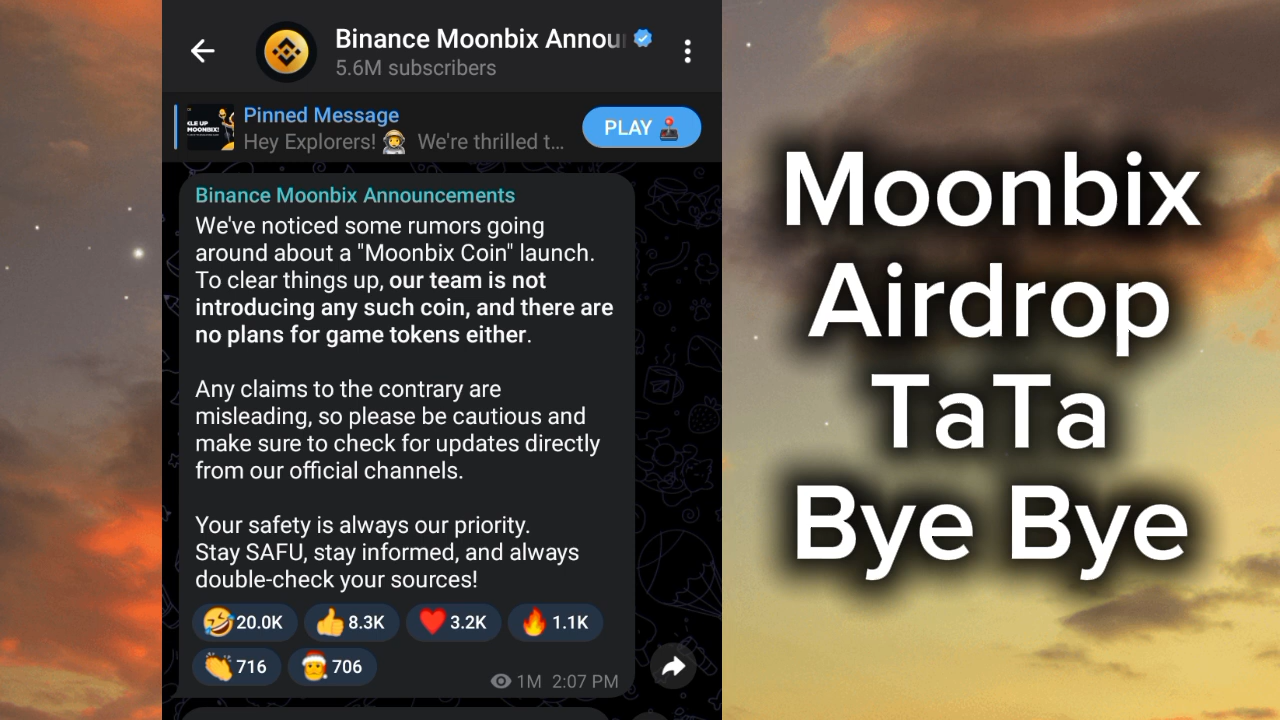 Binance Moonbix Annou
5.6M subscribers
KLE UP
MOONBIX!
Pinned Message
Hey Explorers! 👨‍🚀 We're thrilled t...
PLAY 🕹️
Binance Moonbix Announcements
We've noticed some rumors going
around about a "Moonbix Coin" launch.
To clear things up, our team is not
introducing any such coin, and there are
no plans for game tokens either.
Any claims to the contrary are
misleading, so please be cautious and
make sure to check for updates directly
from our official channels.
Your safety is always our priority.
Stay SAFU, stay informed, and always
double-check your sources!
🤣 20.0K 👍 8.3K ❤️ 3.2K 🔥 1.1K
👏 716 🎅 706
1M 2:07 PM
Moonbix
Airdrop
TaTa
Bye Bye